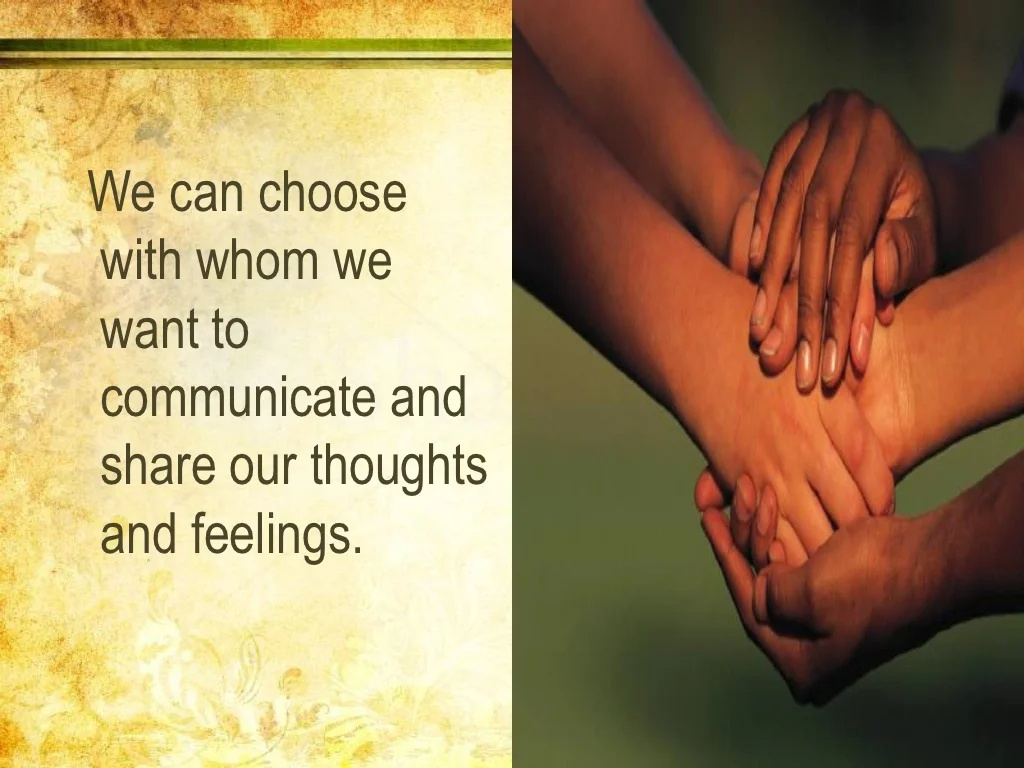 We can choose
with whom we
want to
communicate and
share our thoughts
and feelings.